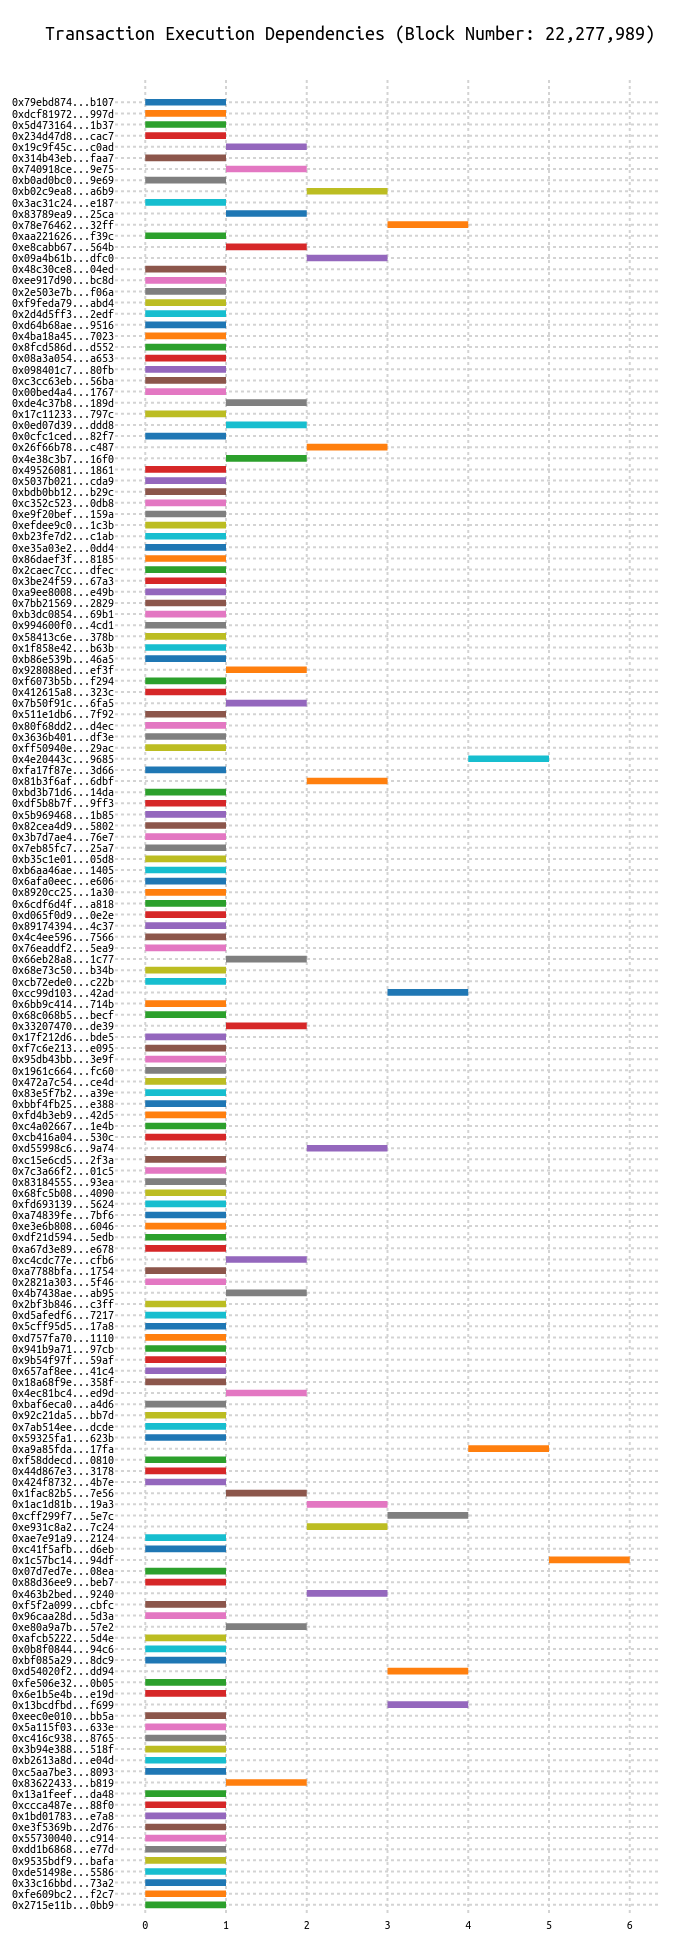 Transaction Execution Dependencies (Block Number: 22,277,989)
0x79ebd874...b107
0xdcf81972...997d
0x5d473164...1b37
0x234d47d8...cac7
0x19c9f45c...c0ad
0x314b43eb...faa7
0x740918ce...9e75
0xb0ad0bc0...9e69
0xb02c9ea8...a6b9
0x3ac31c24...e187
0x83789ea9...25ca
0x78e76462...32ff
0xaa221626...f39c
0xe8cabb67...564b
0x09a4b61b...dfc0
0x48c30ce8...04ed
0xee917d90...bc8d
0x2e503e7b...f06a
0xf9feda79...abd4
0x2d4d5ff3...2edf
0xd64b68ae...9516
0x4ba18a45...7023
0x8fcd586d...d552
0x08a3a054...a653
0x098401c7...80fb
0xc3cc63eb...56ba
0x00bed4a4...1767
0xde4c37b8...189d
0x17c11233...797c
0x0ed07d39...ddd8
0x0cfc1ced...82f7
0x26f66b78...c487
0x4e38c3b7...16f0
0x49526081...1861
0x5037b021...cda9
0xbdb0bb12...b29c
0xc352c523...0db8
0xe9f20bef...159a
0xefdee9c0...1c3b
0xb23fe7d2...c1ab
0xe35a03e2...0dd4
0x86daef3f...8185
0x2caec7cc...dfec
0x3be24f59...67a3
0xa9ee8008...e49b
0x7bb21569...2829
0xb3dc0854...69b1
0x994600f0...4cd1
0x58413c6e...378b
0x1f858e42...b63b
0xb86e539b...46a5
0x928088ed...ef3f
0xf6073b5b...f294
0x412615a8...323c
0x7b50f91c...6fa5
0x511e1db6...7f92
0x80f68dd2...d4ec
0x3636b401...df3e
0xff50940e...29ac
0x4e20443c...9685
0xfa17f87e...3d66
0x81b3f6af...6dbf
0xbd3b71d6...14da
0xdf5b8b7f...9ff3
0x5b969468...1b85
0x82cea4d9...5802
0x3b7d7ae4...76e7
0x7eb85fc7...25a7
0xb35c1e01...05d8
0xb6aa46ae...1405
0x6afa0eec...e606
0x8920cc25...1a30
0x6cdf6d4f...a818
0xd065f0d9...0e2e
0x89174394...4c37
0x4c4ee596...7566
0x76eaddf2...5ea9
0x66eb28a8...1c77
0x68e73c50...b34b
0xcb72ede0...c22b
0xcc99d103...42ad
0x6bb9c414...714b
0x68c068b5...becf
0x33207470...de39
0x17f212d6...bde5
0xf7c6e213...e095
0x95db43bb...3e9f
0x1961c664...fc60
0x472a7c54...ce4d
0x83e5f7b2...a39e
0xbbf4fb25...e388
0xfd4b3eb9...42d5
0xc4a02667...1e4b
0xcb416a04...530c
0xd55998c6...9a74
0xc15e6cd5...2f3a
0x7c3a66f2...01c5
0x83184555...93ea
0x68fc5b08...4090
0xfd693139...5624
0xa74839fe...7bf6
0xe3e6b808...6046
0xdf21d594...5edb
0xa67d3e89...e678
0xc4cdc77e...cfb6
0xa7788bfa...1754
0x2821a303...5f46
0x4b7438ae...ab95
0x2bf3b846...c3ff
0xd5afedf6...7217
0x5cff95d5...17a8
0xd757fa70...1110
0x941b9a71...97cb
0x9b54f97f...59af
0x657af8ee...41c4
0x18a68f9e...358f
0x4ec81bc4...ed9d
0xbaf6eca0...a4d6
0x92c21da5...bb7d
0x7ab514ee...dcde
0x59325fa1...623b
0xa9a85fda...17fa
0xf58ddecd...0810
0x44d867e3...3178
0x424f8732...4b7e
0x1fac82b5...7e56
0x1ac1d81b...19a3
0xcff299f7...5e7c
0xe931c8a2...7c24
0xae7e91a9...2124
0xc41f5afb...d6eb
0x1c57bc14...94df
0x07d7ed7e...08ea
0x88d36ee9...beb7
0x463b2bed...9240
0xf5f2a099...cbfc
0x96caa28d...5d3a
0xe80a9a7b...57e2
0xafcb5222...5d4e
0x0b8f0844...94c6
0xbf085a29...8dc9
0xd54020f2...dd94
0xfe506e32...0b05
0x6e1b5e4b...e19d
0x13bcdfbd...f699
0xeec0e010...bb5a
0x5a115f03...633e
0xc416c938...8765
0x3b94e388...518f
0xb2613a8d...e04d
0xc5aa7be3...8093
0x83622433...b819
0x13a1feef...da48
0xccca487e...88f0
0x1bd01783...e7a8
0xe3f5369b...2d76
0x55730040...c914
0xdd1b6868...e77d
0x9535bdf9...bafa
0xde51498e...5586
0x33c16bbd...73a2
0xfe609bc2...f2c7
0x2715e11b...0bb9
0 1 2 3 4 5 6